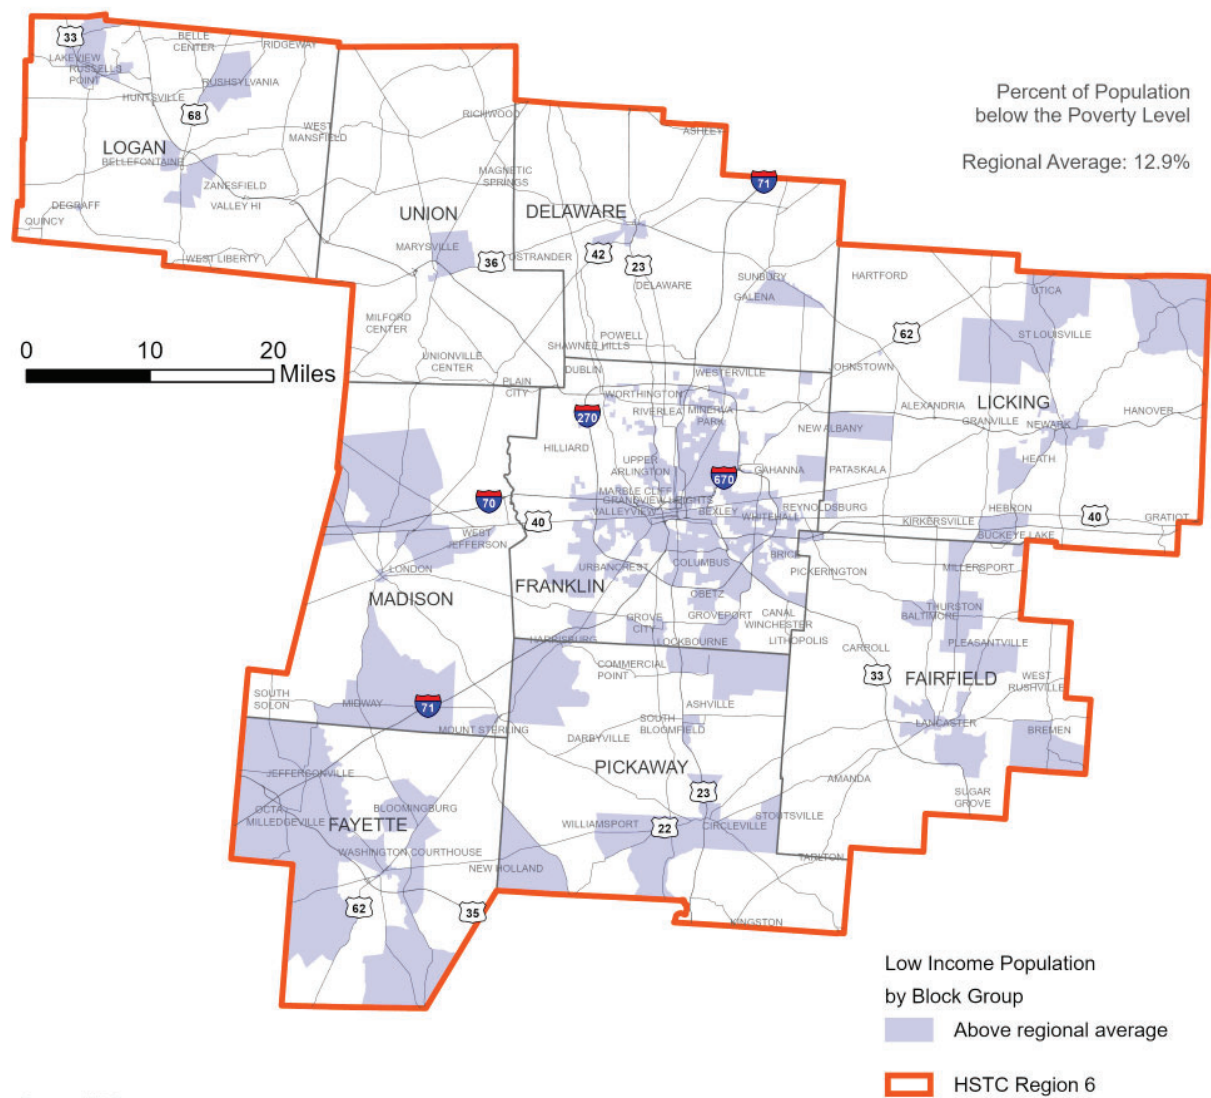 33
BELLE
CENTER
RIDGEWAY
LAKEVIEW
RUSSELLS
POINT
RUSHSYLVANIA
HUNTSVILLE
68
WEST
MANSFIELD
LOGAN
BELLEFONTAINE
ZANESFIELD
VALLEY HI
DEGRAFF
QUINCY
WEST LIBERTY
RICHWOOD
MAGNETIC
SPRINGS
UNION
MARYSVILLE
36
MILFORD
CENTER
UNIONVILLE
CENTER
PLAIN
CITY
ASHLEY
71
DELAWARE
42
23
OSTRANDER
DELAWARE
SUNBURY
GALENA
POWELL
SHAWNEE HILLS
Percent of Population
below the Poverty Level
Regional Average: 12.9%
0 10 20
Miles
HARTFORD
UTICA
62
ST LOUISVILLE
JOHNSTOWN
ALEXANDRIA
LICKING
GRANVILLE
NEWARK
HANOVER
HEATH
PATASKALA
HEBRON
KIRKERSVILLE
40
GRATIOT
BUCKEYE LAKE
DUBLIN
WESTERVILLE
WORTHINGTON
270
RIVERLEA
MINERVA
PARK
NEW ALBANY
HILLIARD
UPPER
ARLINGTON
670
GAHANNA
MARBLE CLIFF
GRANDVIEW HEIGHTS
VALLEYVIEW
BEXLEY
WHITEHALL
REYNOLDSBURG
40
URBANCREST
COLUMBUS
BRICE
FRANKLIN
OBETZ
GROVE
CITY
GROVEPORT
CANAL
WINCHESTER
HARRISBURG
LOCKBOURNE
LITHOPOLIS
70
WEST
JEFFERSON
LONDON
MADISON
SOUTH
SOLON
MIDWAY
71
MOUNT STERLING
PICKERINGTON
MILLERSPORT
THURSTON
BALTIMORE
PLEASANTVILLE
CARROLL
33
FAIRFIELD
WEST
RUSHVILLE
LANCASTER
BREMEN
AMANDA
SUGAR
GROVE
STOUTSVILLE
TARLTON
COMMERCIAL
POINT
ASHVILLE
SOUTH
BLOOMFIELD
DARBYVILLE
PICKAWAY
23
WILLIAMSPORT
22
CIRCLEVILLE
NEW HOLLAND
KINGSTON
JEFFERSONVILLE
OCTA
MILLEDGEVILLE
BLOOMINGBURG
FAYETTE
WASHINGTON COURTHOUSE
62
35
Low Income Population
by Block Group
Above regional average
HSTC Region 6